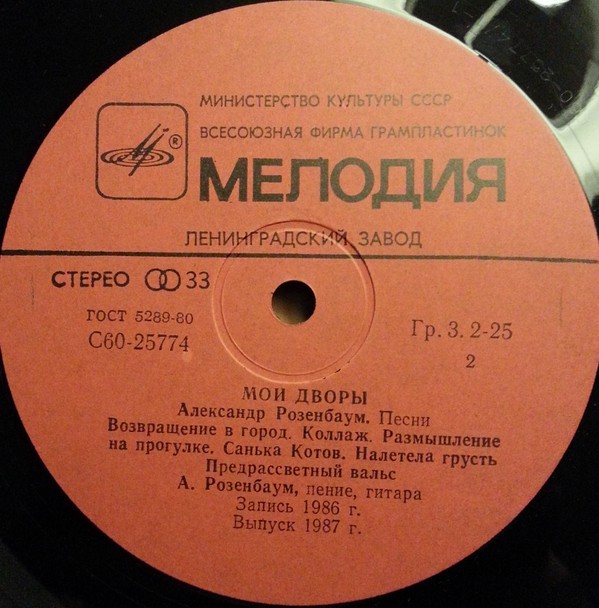 МИНИСТЕРСТВО КУЛЬТУРЫ СССР
ВСЕСОЮЗНАЯ ФИРМА ГРАМПЛАСТИНОК
®
МЕЛОДИЯ
ЛЕНИНГРАДСКИЙ ЗАВОД
СТЕРЕО 33
ГОСТ 5289-80
С60-25774
Гр. 3. 2-25
2
МОИ ДВОРЫ
Александр Розенбаум. Песни
Возвращение в город. Коллаж. Размышление
на прогулке. Санька Котов. Налетела грусть
Предрассветный вальс
А. Розенбаум, пение, гитара
Запись 1986 г.
Выпуск 1987 г.